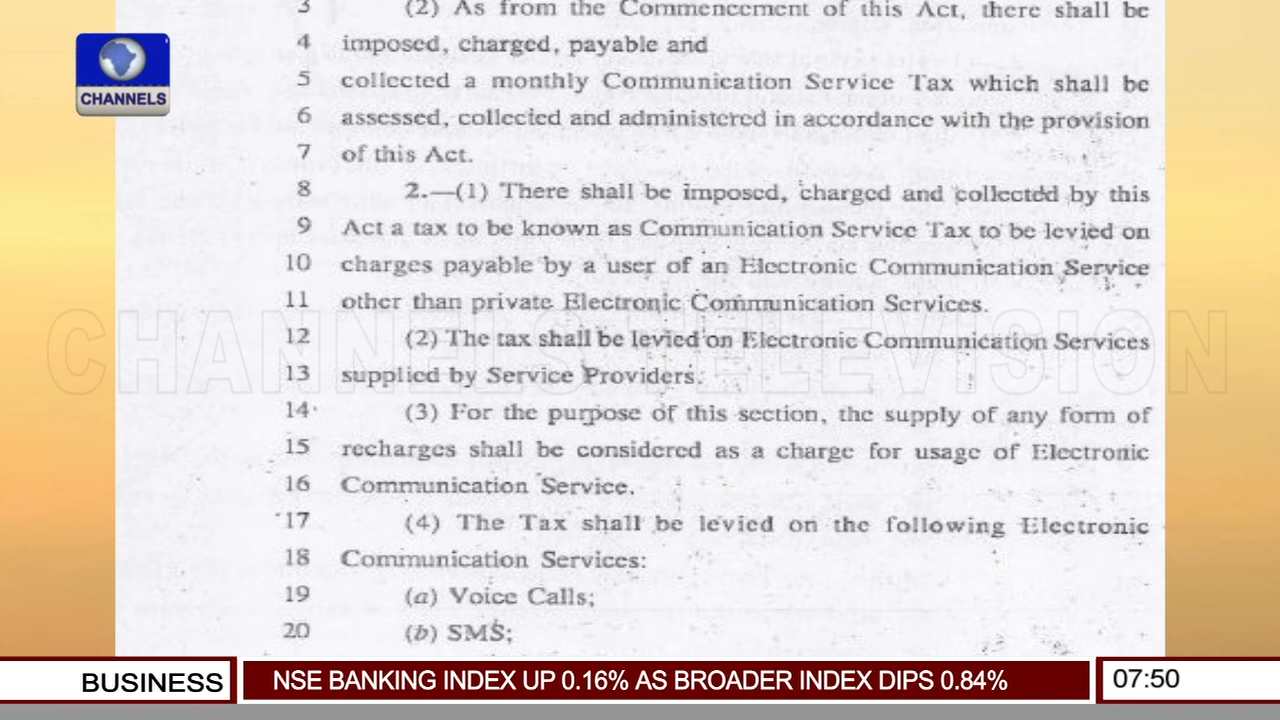 3 (2) As from the Commencement of this Act, there shall be
4 imposed, charged, payable and
5 collected a monthly Communication Service Tax which shall be
6 assessed, collected and administered in accordance with the provision
7 of this Act.
8 2.—(1) There shall be imposed, charged and collected by this
9 Act a tax to be known as Communication Service Tax to be levied on
10 charges payable by a user of an Electronic Communication Service
11 other than private Electronic Communication Services.
12 (2) The tax shall be levied on Electronic Communication Services
13 supplied by Service Providers.
14 (3) For the purpose of this section, the supply of any form of
15 recharges shall be considered as a charge for usage of Electronic
16 Communication Service.
17 (4) The Tax shall be levied on the following Electronic
18 Communication Services:
19 (a) Voice Calls;
20 (b) SMS;
CHANNELS
CHANNELS TELEVISION
BUSINESS NSE BANKING INDEX UP 0.16% AS BROADER INDEX DIPS 0.84% 07:50